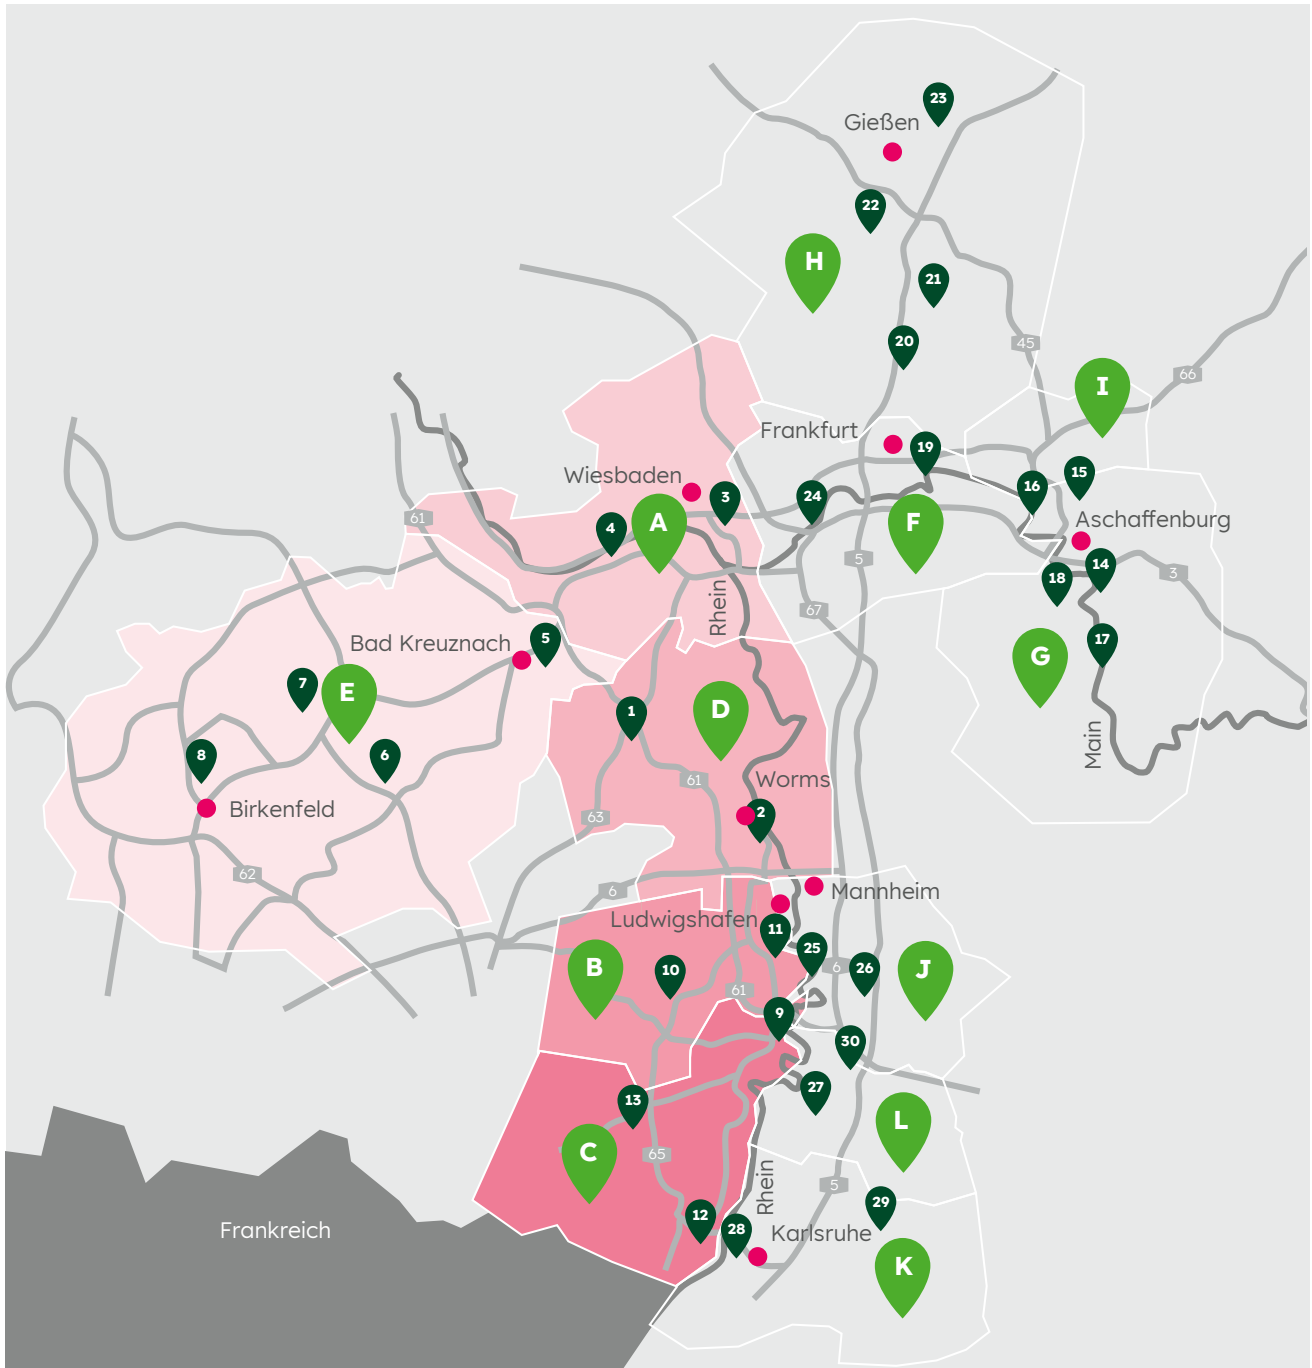 23
Gießen
22
H
21
20
45
I
66
Frankfurt
19
Wiesbaden
15
16
3
24
61
4
A
F
Aschaffenburg
5
14
3
18
Rhein
67
Bad Kreuznach
5
17
G
7
E
D
1
Main
8
6
61
Worms
63
2
Birkenfeld
62
6
Mannheim
Ludwigshafen
11
25
B
10
6
26
J
61
9
30
27
13
L
C
65
Rhein
5
29
12
28
Karlsruhe
Frankreich
K